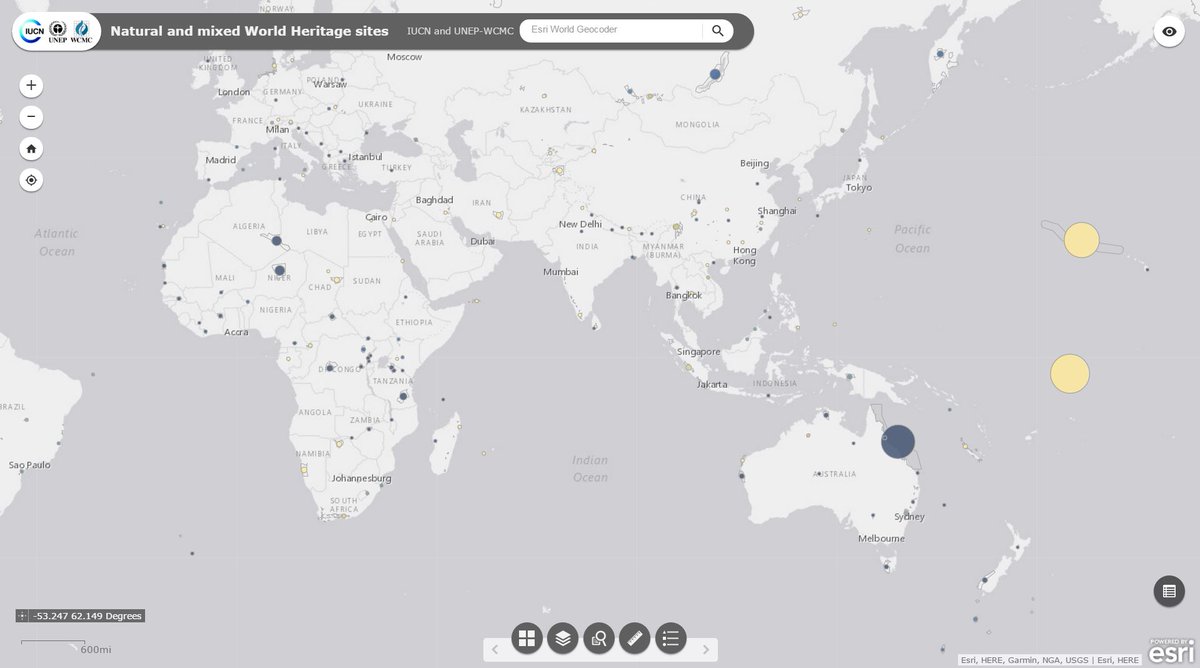 NORWAY
IUCN
UNEP WCMC
Natural and mixed World Heritage sites
IUCN and UNEP-WCMC
Esri World Geocoder
Moscow
UNITED
KINGDOM
London
POLAND
Warsaw
GERMANY
UKRAINE
KAZAKHSTAN
FRANCE
Milan
MONGOLIA
ITALY
Madrid
Istanbul
GREECE
TURKEY
Beijing
JAPAN
Tokyo
Baghdad
IRAN
CHINA
Shanghai
Cairo
New Delhi
Atlantic
Ocean
ALGERIA
LIBYA
EGYPT
SAUDI
ARABIA
Dubai
INDIA
MYANMAR
(BURMA)
Hong
Kong
Pacific
Ocean
MALI
NIGER
CHAD
SUDAN
Mumbai
Bangkok
NIGERIA
ETHIOPIA
Accra
Singapore
DR CONGO
TANZANIA
Jakarta
INDONESIA
BRAZIL
ANGOLA
ZAMBIA
Sao Paulo
NAMIBIA
Johannesburg
Indian
Ocean
AUSTRALIA
SOUTH
AFRICA
Sydney
Melbourne
-53.247 62.149 Degrees
600mi
Esri, HERE, Garmin, NGA, USGS | Esri, HERE
POWERED BY
esri